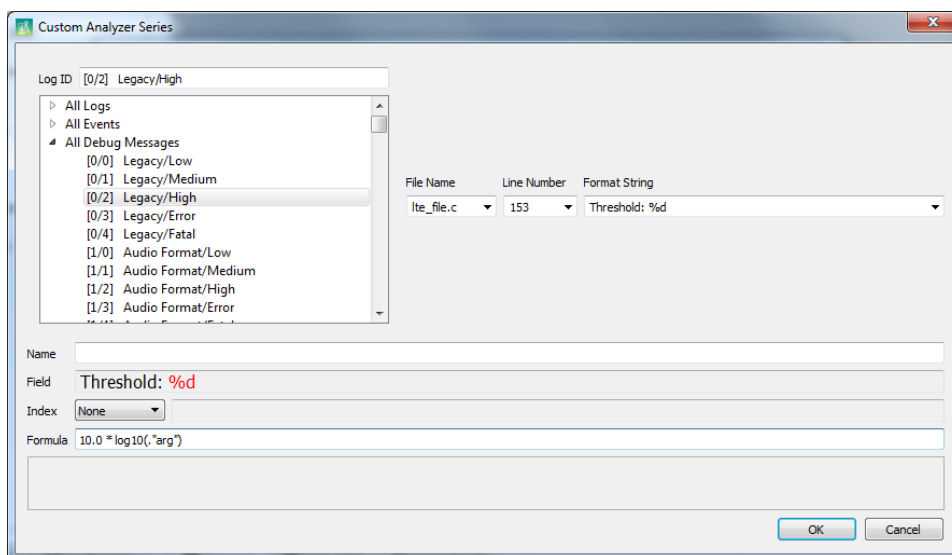 Custom Analyzer Series
Log ID [0/2] Legacy/High
All Logs
All Events
All Debug Messages
[0/0] Legacy/Low
[0/1] Legacy/Medium
[0/2] Legacy/High
[0/3] Legacy/Error
[0/4] Legacy/Fatal
[1/0] Audio Format/Low
[1/1] Audio Format/Medium
[1/2] Audio Format/High
[1/3] Audio Format/Error
File Name Line Number Format String
lte_file.c 153 Threshold: %d
Name
Field Threshold: %d
Index None
Formula 10.0 * log10(."arg")
OK Cancel